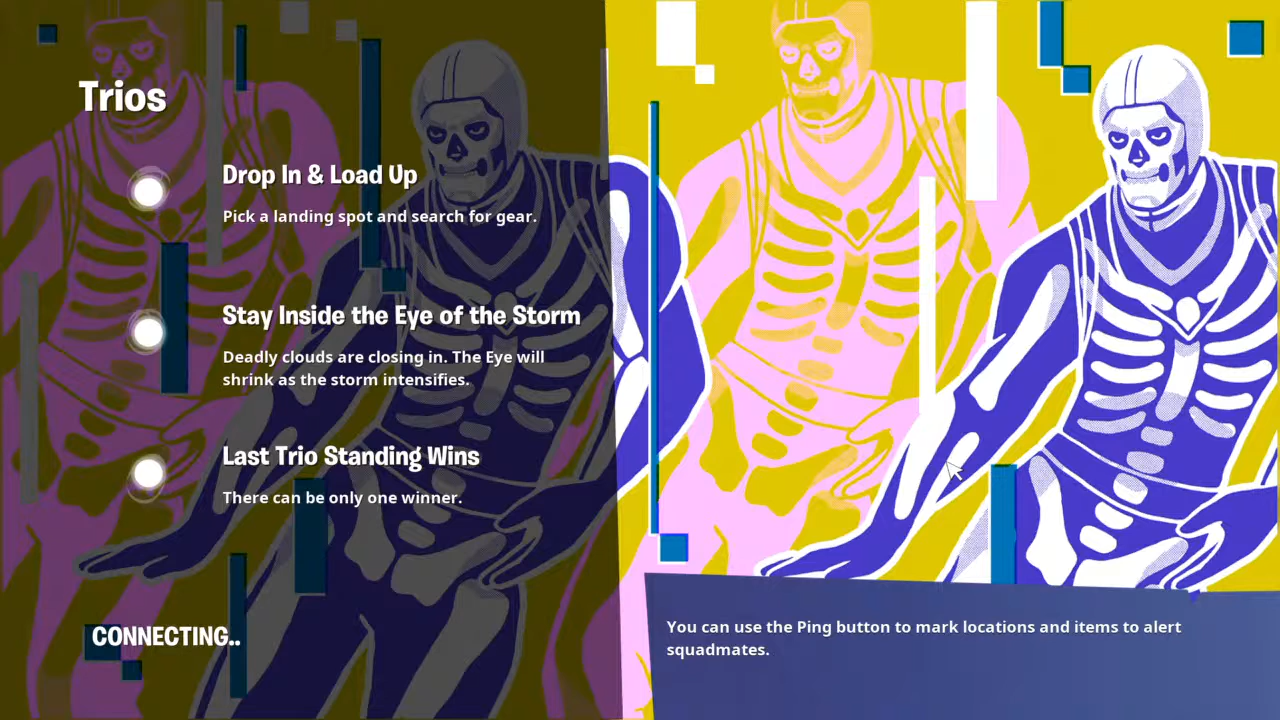 Trios
Drop In & Load Up
Pick a landing spot and search for gear.
Stay Inside the Eye of the Storm
Deadly clouds are closing in. The Eye will
shrink as the storm intensifies.
Last Trio Standing Wins
There can be only one winner.
CONNECTING..
You can use the Ping button to mark locations and items to alert
squadmates.